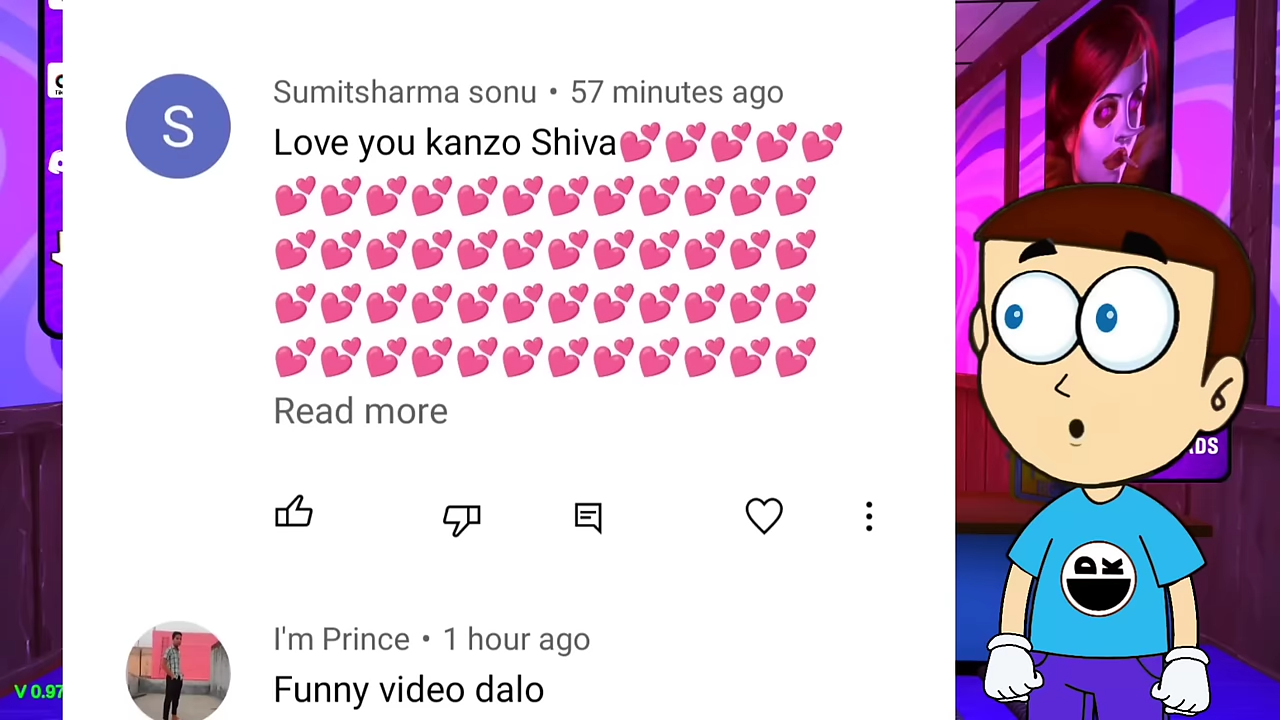 S
Sumitsharma sonu • 57 minutes ago
Love you kanzo Shiva💕💕💕💕💕
💕💕💕💕💕💕💕💕💕💕💕💕
💕💕💕💕💕💕💕💕💕💕💕💕
💕💕💕💕💕💕💕💕💕💕💕💕
💕💕💕💕💕💕💕💕💕💕💕💕
Read more
DK
I'm Prince • 1 hour ago
Funny video dalo
V 0.97